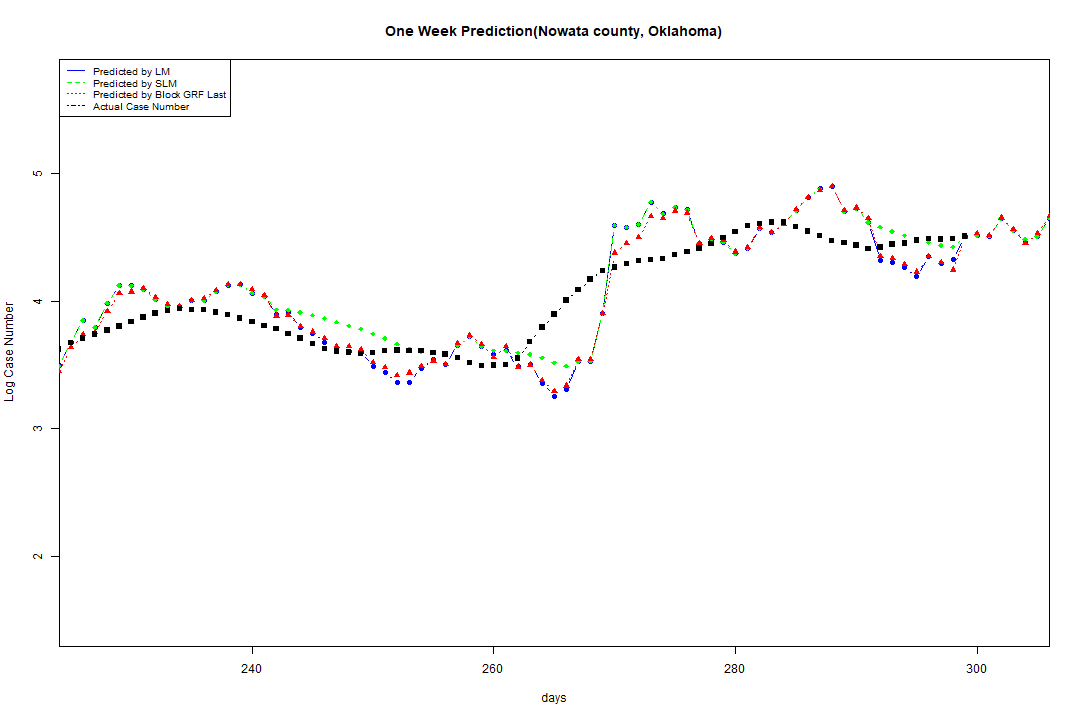 One Week Prediction(Nowata county, Oklahoma)
Predicted by LM
Predicted by SLM
Predicted by Block GRF Last
Actual Case Number
5
4
3
2
Log Case Number
240
260
280
300
days